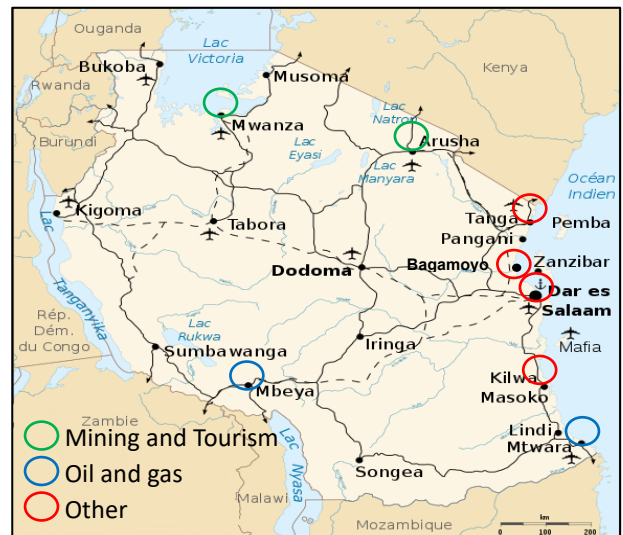 Ouganda
Lac
Victoria
Bukoba
Musoma
Kenya
Rwanda
Mwanza
Lac
Natron
Arusha
Burundi
Lac
Eyasi
Lac
Manyara
Océan
Indien
Kigoma
Tabora
Tanga
Pemba
Pangani
Lac
Tanganyika
Dodoma
Bagamoyo
Zanzibar
Dar es
Salaam
Rép.
Dém.
du Congo
Lac
Rukwa
Sumbawanga
Iringa
Mafia
Mbeya
Kilwa
Masoko
Zambie
Lindi
Mtwara
Mining and Tourism
Oil and gas
Other
Lac
Nyasa
Songea
Malawi
Mozambique
km
0 100 200